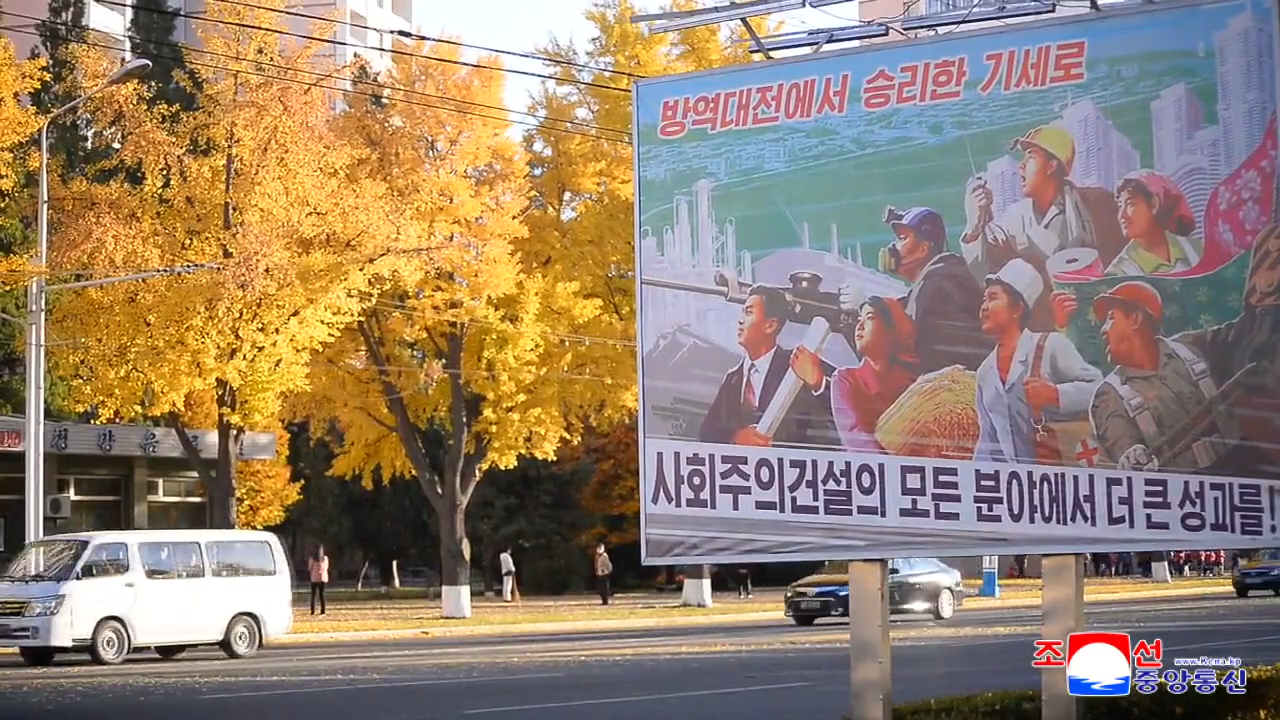 방역대전에서 승리한 기세로
사회주의건설의 모든 분야에서 더 큰 성과를!
조선
www.Kcna.kp
중앙통신